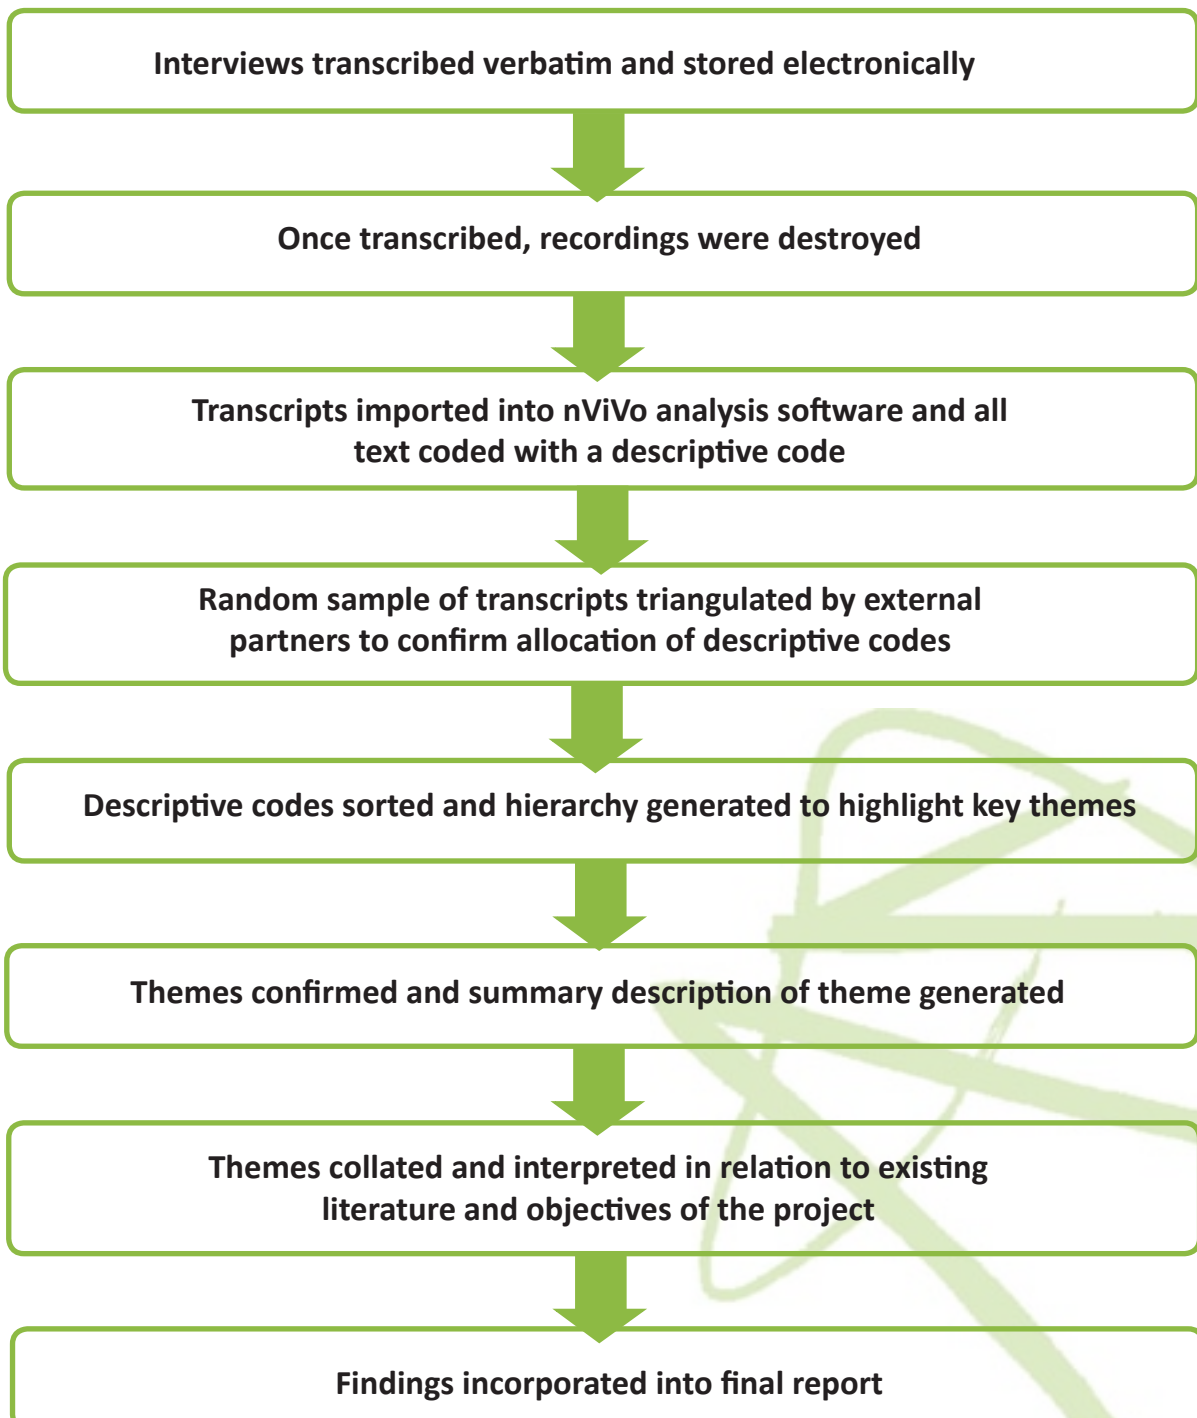 Interviews transcribed verbatim and stored electronically
Once transcribed, recordings were destroyed
Transcripts imported into nViVo analysis software and all
text coded with a descriptive code
Random sample of transcripts triangulated by external
partners to confirm allocation of descriptive codes
Descriptive codes sorted and hierarchy generated to highlight key themes
Themes confirmed and summary description of theme generated
Themes collated and interpreted in relation to existing
literature and objectives of the project
Findings incorporated into final report